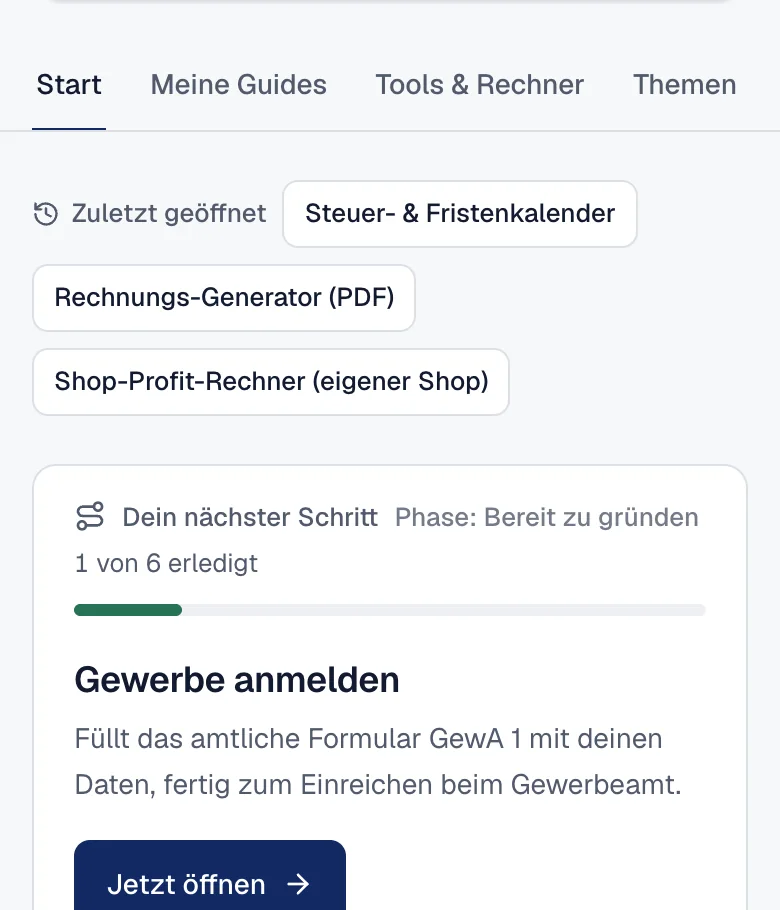 Start Meine Guides Tools & Rechner Themen
Zuletzt geöffnet Steuer- & Fristenkalender
Rechnungs-Generator (PDF)
Shop-Profit-Rechner (eigener Shop)
Dein nächster Schritt Phase: Bereit zu gründen
1 von 6 erledigt
Gewerbe anmelden
Füllt das amtliche Formular GewA 1 mit deinen
Daten, fertig zum Einreichen beim Gewerbeamt.
Jetzt öffnen →